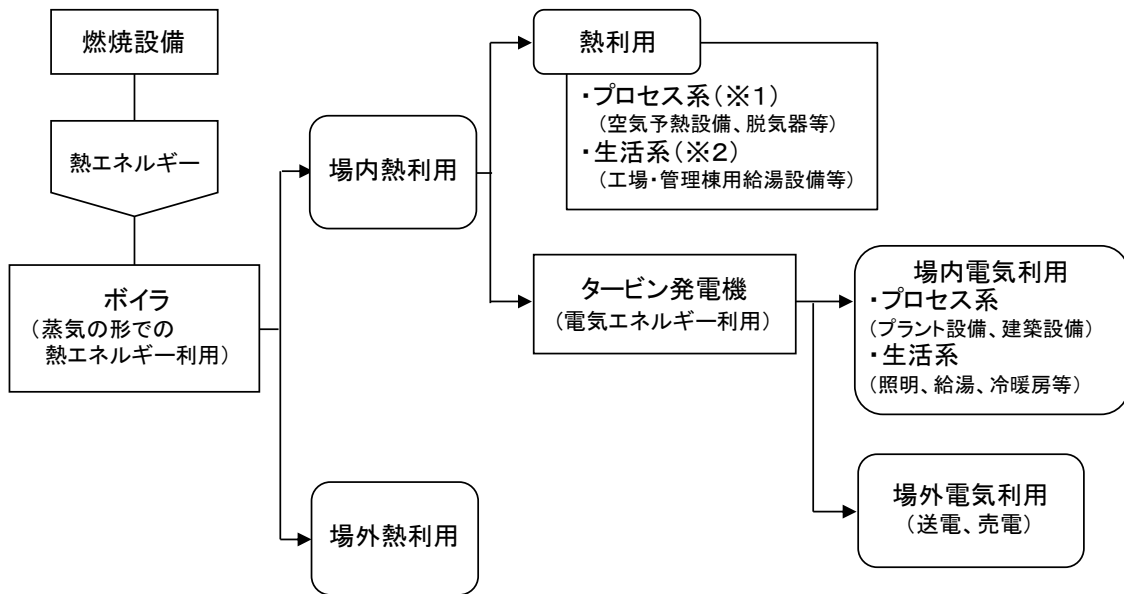 燃焼設備
熱エネルギー
ボイラ
(蒸気の形での
熱エネルギー利用)
場内熱利用
場外熱利用
熱利用
・プロセス系(※1)
(空気予熱設備、脱気器等)
・生活系(※2)
(工場・管理棟用給湯設備等)
タービン発電機
(電気エネルギー利用)
場内電気利用
・プロセス系
(プラント設備、建築設備)
・生活系
(照明、給湯、冷暖房等)
場外電気利用
(送電、売電)